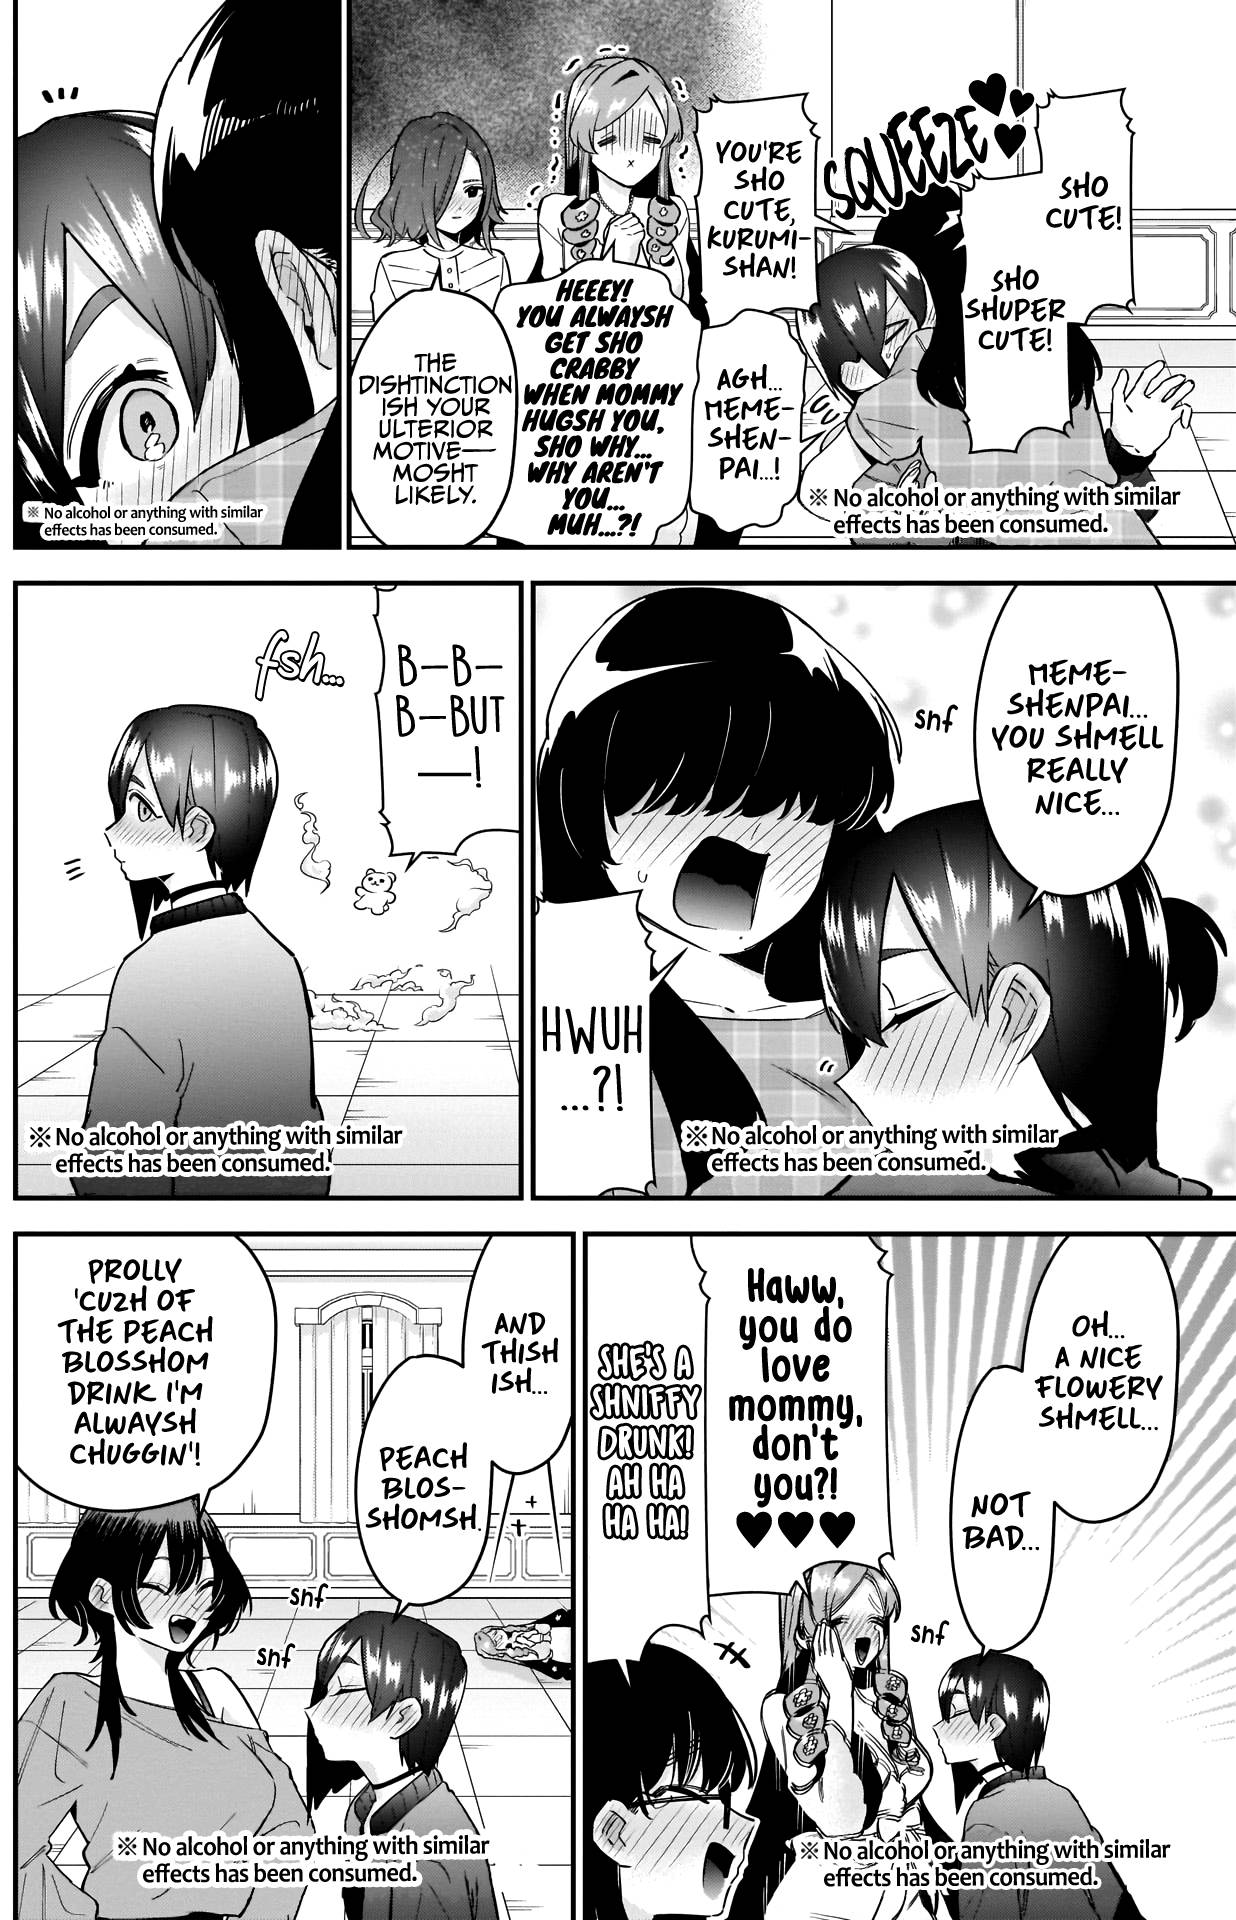 SHO
CUTE!
SHO
SHUPER
CUTE!
SQUEEZE
YOU'RE
SHO
CUTE,
KURUMI-
SHAN!
AGH...
MEME-
SHEN-
PAI...!
UU
HEEEY!
YOU ALWAYSH
GET SHO
CRABBY
WHEN MOMMY
HUGSH YOU,
SHO WHY...
WHY AREN'T
YOU...
MUH...?!
THE
DISHTINCTION
ISH YOUR
ULTERIOR
MOTIVE—
MOSHT
LIKELY.
※ No alcohol or anything with similar
effects has been consumed.
※ No alcohol or anything with similar
effects has been consumed.
MEME-
SHENPAI...
YOU SHMELL
REALLY
NICE...
snf
HWUH
...?!
※ No alcohol or anything with similar
effects has been consumed.
B—B—
B—BUT
—!
fsh...
※ No alcohol or anything with similar
effects has been consumed.
OH...
A NICE
FLOWERY
SHMELL...
NOT
BAD...
snf
Haww,
you do
love
mommy,
don't
you?!
♥♥♥
SHE'S A
SHNIFFY
DRUNK!
AH HA
HA HA!
※ No alcohol or anything with similar
effects has been consumed.
AND
THISH
ISH...
PEACH
BLOS-
SHOMSH.
snf
snf
PROLLY
'CUZH OF
THE PEACH
BLOSSHOM
DRINK I'M
ALWAYSH
CHUGGIN'!
※ No alcohol or anything with similar
effects has been consumed.